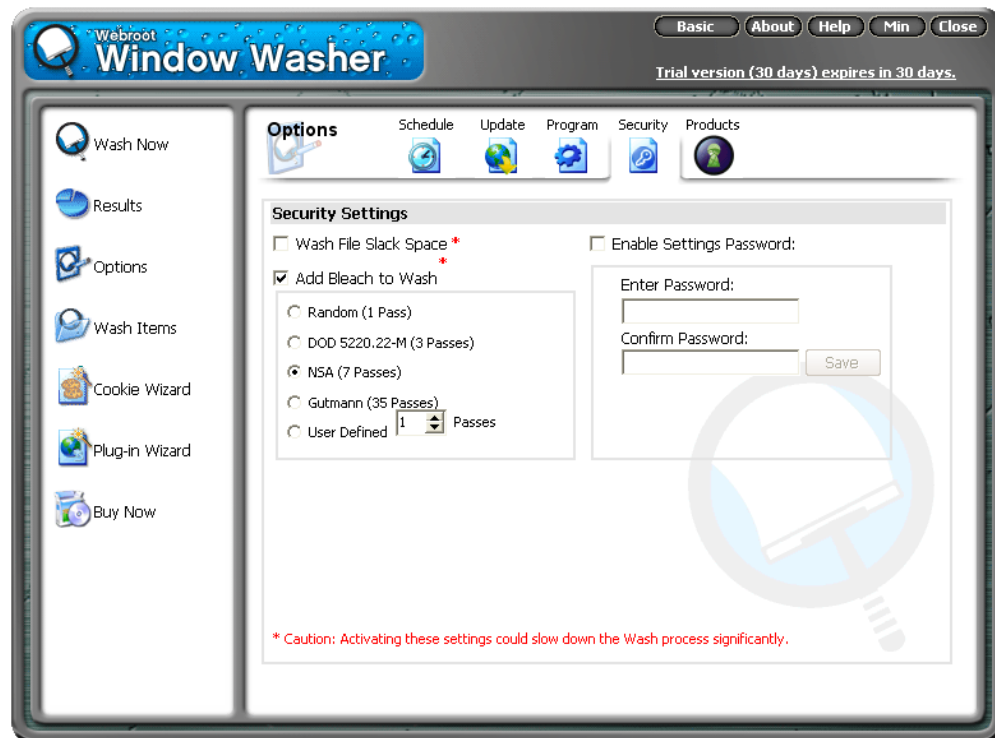 Webroot
Window Washer
Basic About Help Min Close
Trial version (30 days) expires in 30 days.
Wash Now
Results
Options
Wash Items
Cookie Wizard
Plug-in Wizard
Buy Now
Options Schedule Update Program Security Products
Security Settings
Wash File Slack Space *
Add Bleach to Wash *
Random (1 Pass)
DOD 5220.22-M (3 Passes)
NSA (7 Passes)
Gutmann (35 Passes)
User Defined 1 Passes
Enable Settings Password:
Enter Password:
Confirm Password:
Save
* Caution: Activating these settings could slow down the Wash process significantly.